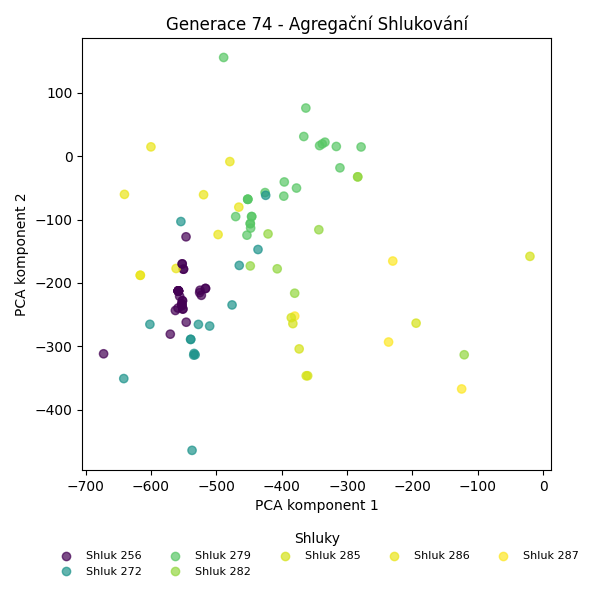 Generace 74 - Agregační Shlukování
PCA komponent 2
100
0
−100
−200
−300
−400
−700 −600 −500 −400 −300 −200 −100 0
PCA komponent 1
Shluky
Shluk 256 Shluk 279 Shluk 285 Shluk 286 Shluk 287
Shluk 272 Shluk 282